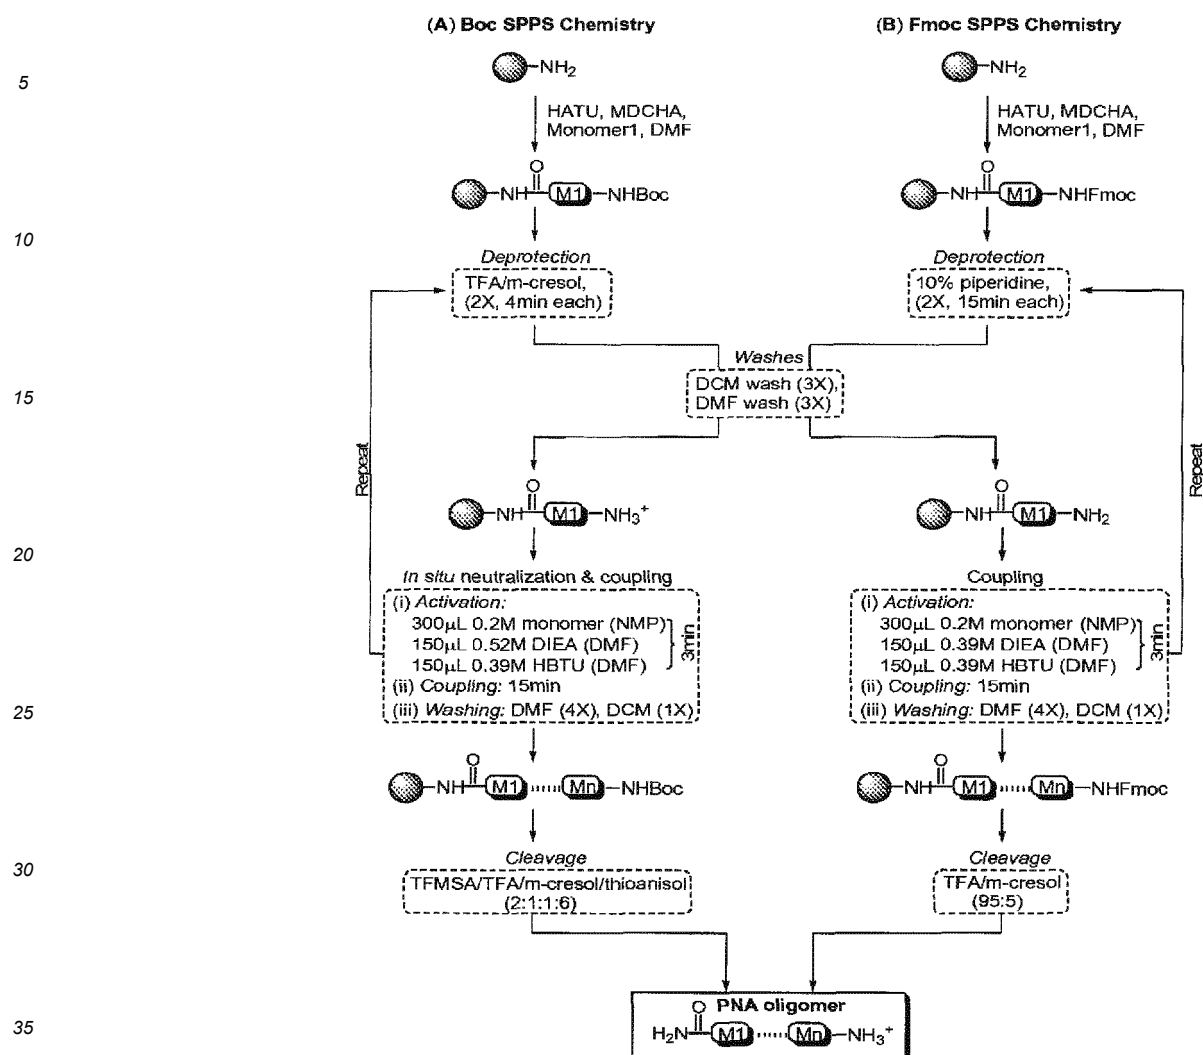 (A) Boc SPPS Chemistry
(B) Fmoc SPPS Chemistry
5
NH2
NH2
HATU, MDCHA,
Monomer1, DMF
HATU, MDCHA,
Monomer1, DMF
O
NH M1 NHBoc
O
NH M1 NHFmoc
10
Deprotection
TFA/m-cresol,
(2X, 4min each)
Deprotection
10% piperidine,
(2X, 15min each)
Washes
DCM wash (3X),
DMF wash (3X)
15
Repeat
Repeat
O
NH M1 NH3+
O
NH M1 NH2
20
In situ neutralization & coupling
(i) Activation:
300µL 0.2M monomer (NMP)
150µL 0.52M DIEA (DMF)
150µL 0.39M HBTU (DMF)
3min
(ii) Coupling: 15min
(iii) Washing: DMF (4X), DCM (1X)
Coupling
(i) Activation:
300µL 0.2M monomer (NMP)
150µL 0.39M DIEA (DMF)
150µL 0.39M HBTU (DMF)
3min
(ii) Coupling: 15min
(iii) Washing: DMF (4X), DCM (1X)
25
O
NH M1 Mn NHBoc
O
NH M1 Mn NHFmoc
30
Cleavage
TFMSA/TFA/m-cresol/thioanisol
(2:1:1:6)
Cleavage
TFA/m-cresol
(95:5)
PNA oligomer
O
H2N M1 Mn NH3+
35